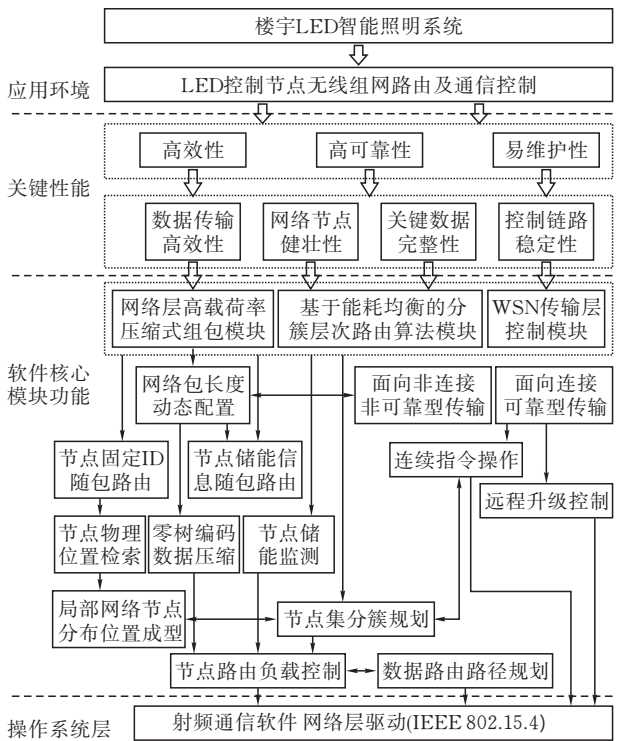 楼宇LED智能照明系统
应用环境
LED控制节点无线组网路由及通信控制
高效性
高可靠性
易维护性
关键性能
数据传输
高效性
网络节点
健壮性
关键数据
完整性
控制链路
稳定性
网络层高载荷率
压缩式组包模块
基于能耗均衡的分
簇层次路由算法模块
WSN传输层
控制模块
软件核心
模块功能
网络包长度
动态配置
面向非连接
非可靠型传输
面向连接
可靠型传输
节点固定ID
随包路由
节点储能信
息随包路由
连续指令操作
远程升级控制
节点物理
位置检索
零树编码
数据压缩
节点储
能监测
局部网络节点
分布位置成型
节点集分簇规划
节点路由负载控制
数据路由路径规划
操作系统层
射频通信软件 网络层驱动(IEEE 802.15.4)